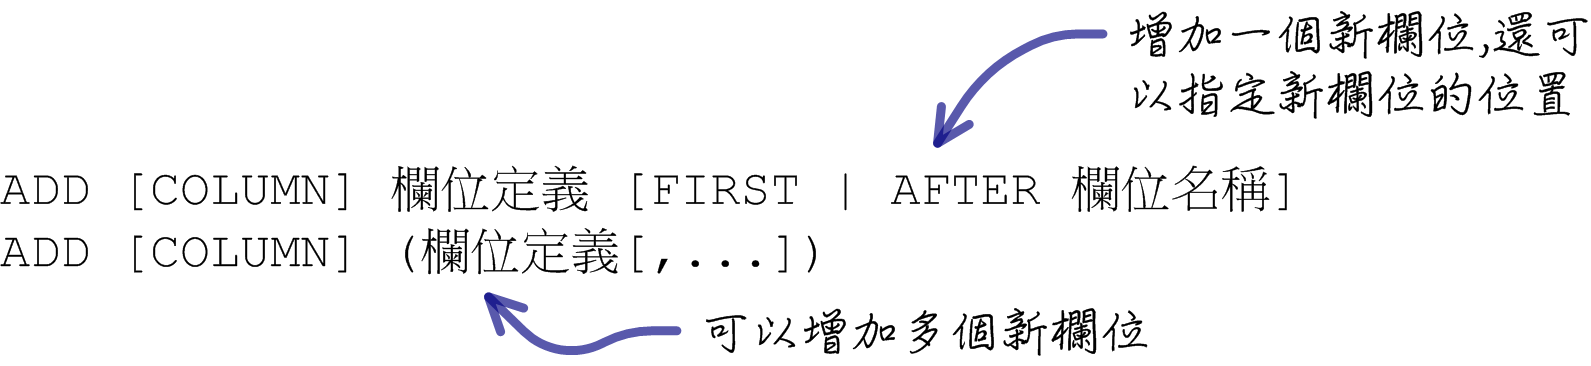 增加一個新欄位,還可
以指定新欄位的位置
ADD [COLUMN] 欄位定義 [FIRST | AFTER 欄位名稱]
ADD [COLUMN] (欄位定義[,...])
可以增加多個新欄位